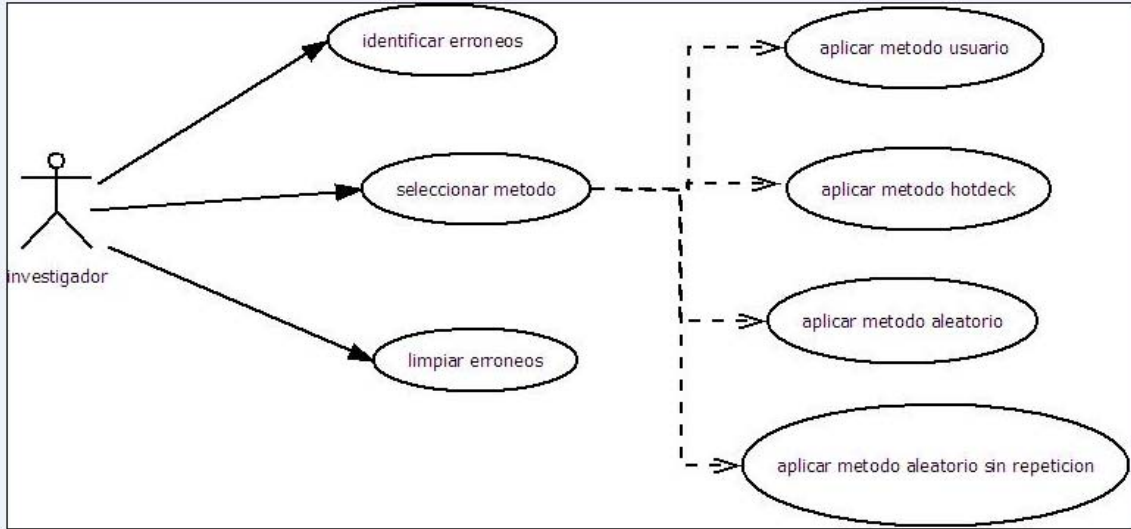 identificar erroneos
aplicar metodo usuario
seleccionar metodo
aplicar metodo hotdeck
investigador
aplicar metodo aleatorio
limpiar erroneos
aplicar metodo aleatorio sin repeticion